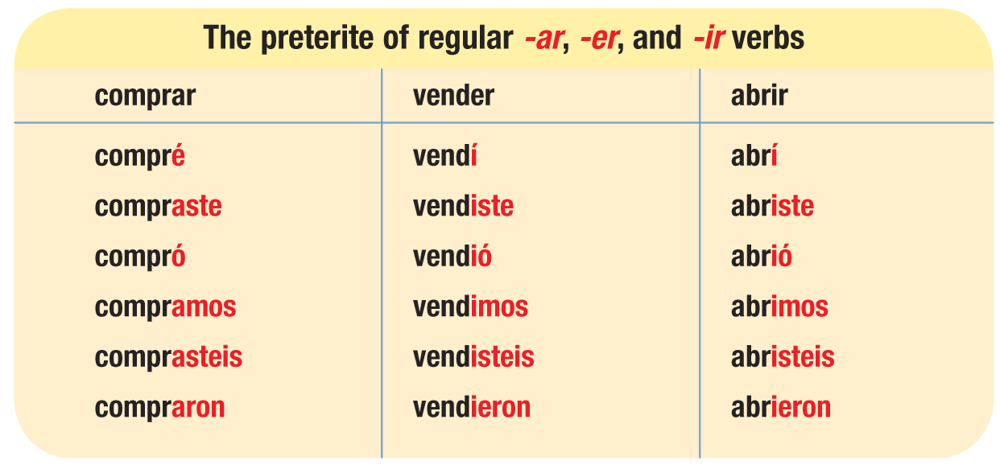 The preterite of regular -ar, -er, and -ir verbs
comprar vender abrir
compré vendí abrí
compraste vendiste abriste
compró vendió abrió
compramos vendimos abrimos
comprasteis vendisteis abristeis
compraron vendieron abrieron